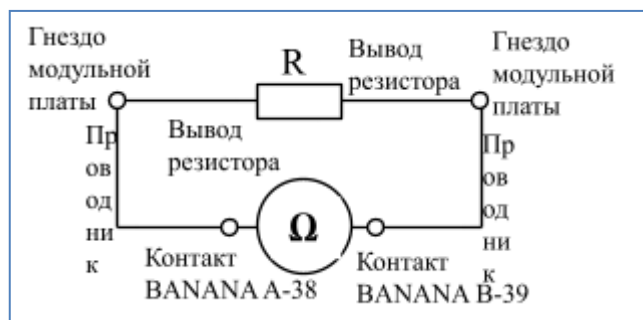 Гнездо
модульной
платы
R
Вывод
резистора
Гнездо
модульной
платы
Вывод
резистора
Пр
ов
од
ни
к
Пр
ов
од
ни
к
Ω
Контакт
BANANA A-38
Контакт
BANANA B-39